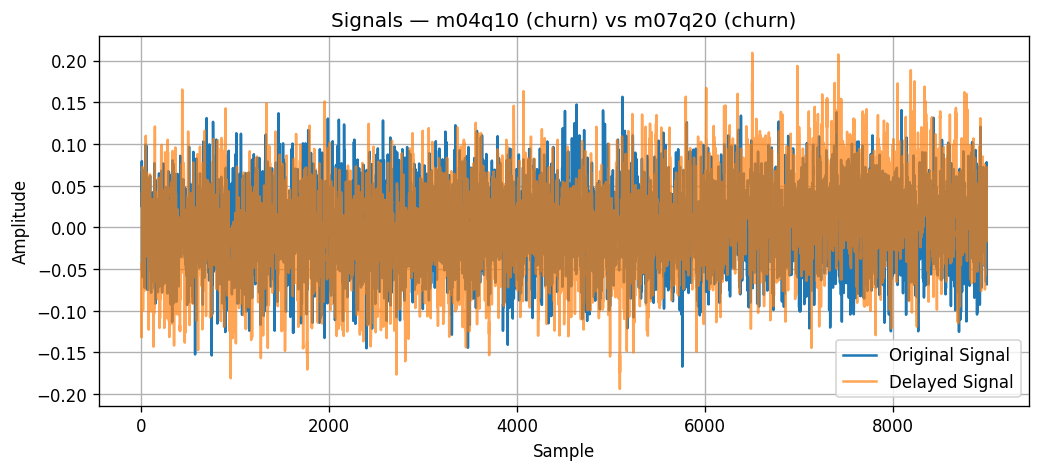 Signals — m04q10 (churn) vs m07q20 (churn)
0.20
0.15
0.10
0.05
0.00
−0.05
−0.10
−0.15
−0.20
Amplitude
Original Signal
Delayed Signal
0 2000 4000 6000 8000
Sample